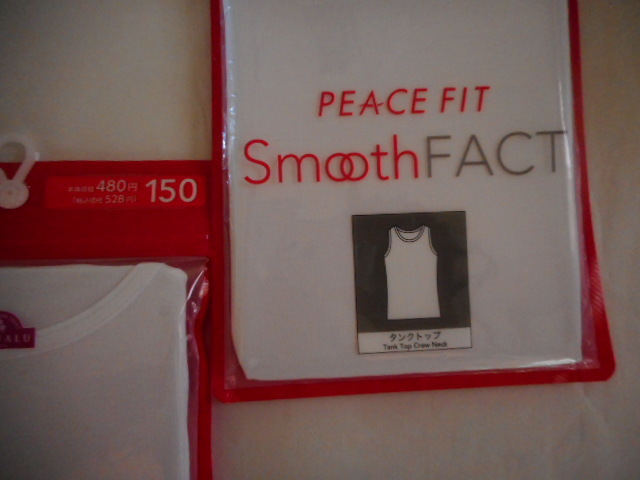 PEACE FIT
SmoothFACT
タンクトップ
Tank Top Crew Neck
本体価格 480円
(税込価格 528円)
150